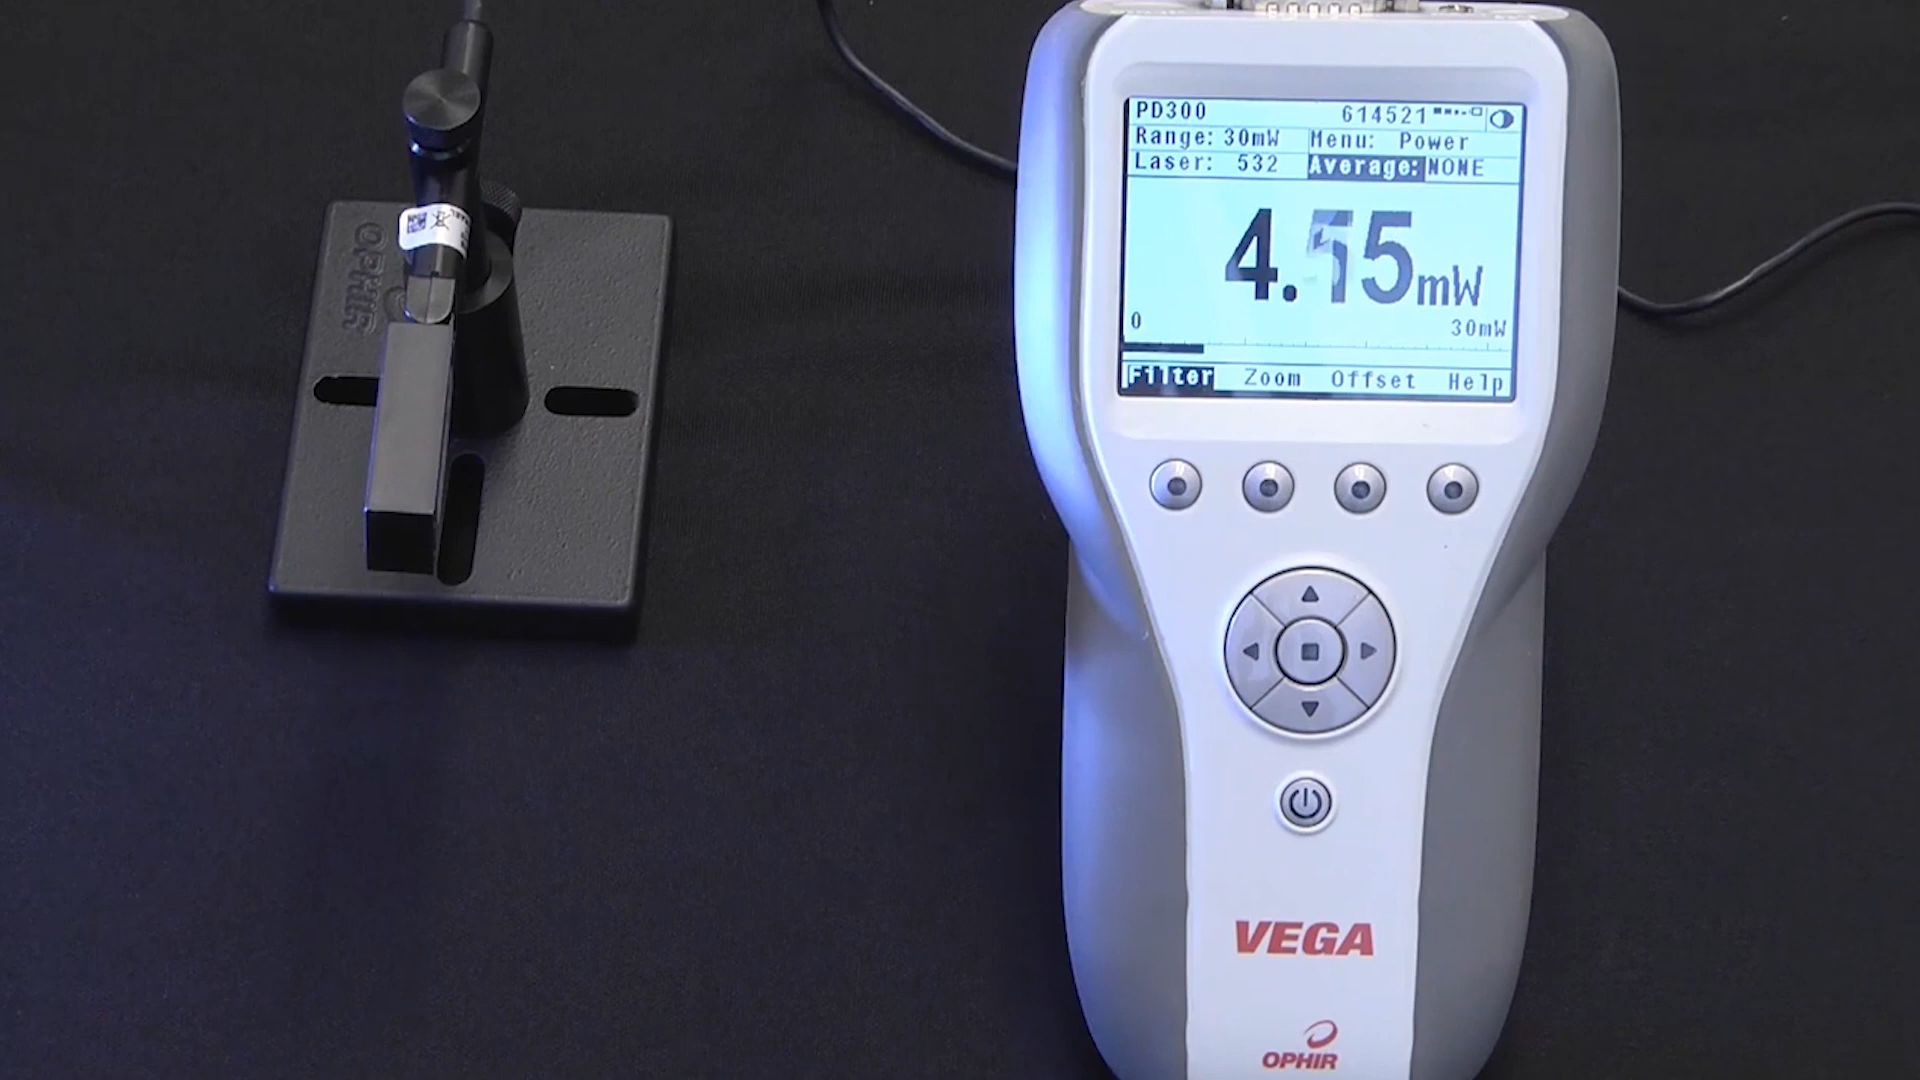 PD300 614521
Range: 30mW Menu: Power
Laser: 532 Average: NONE
mW
0 30mW
Filter Zoom Offset Help
VEGA
OPHIR
OPHIR